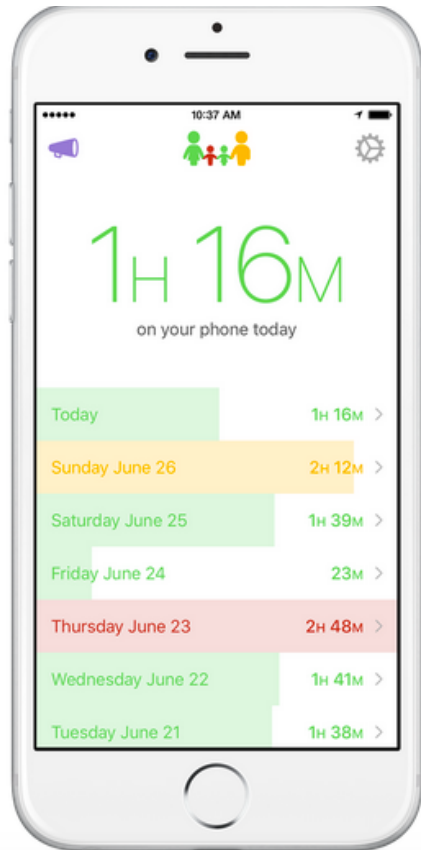 10:37 AM
1H 16M
on your phone today
Today 1H 16M
Sunday June 26 2H 12M
Saturday June 25 1H 39M
Friday June 24 23M
Thursday June 23 2H 48M
Wednesday June 22 1H 41M
Tuesday June 21 1H 38M